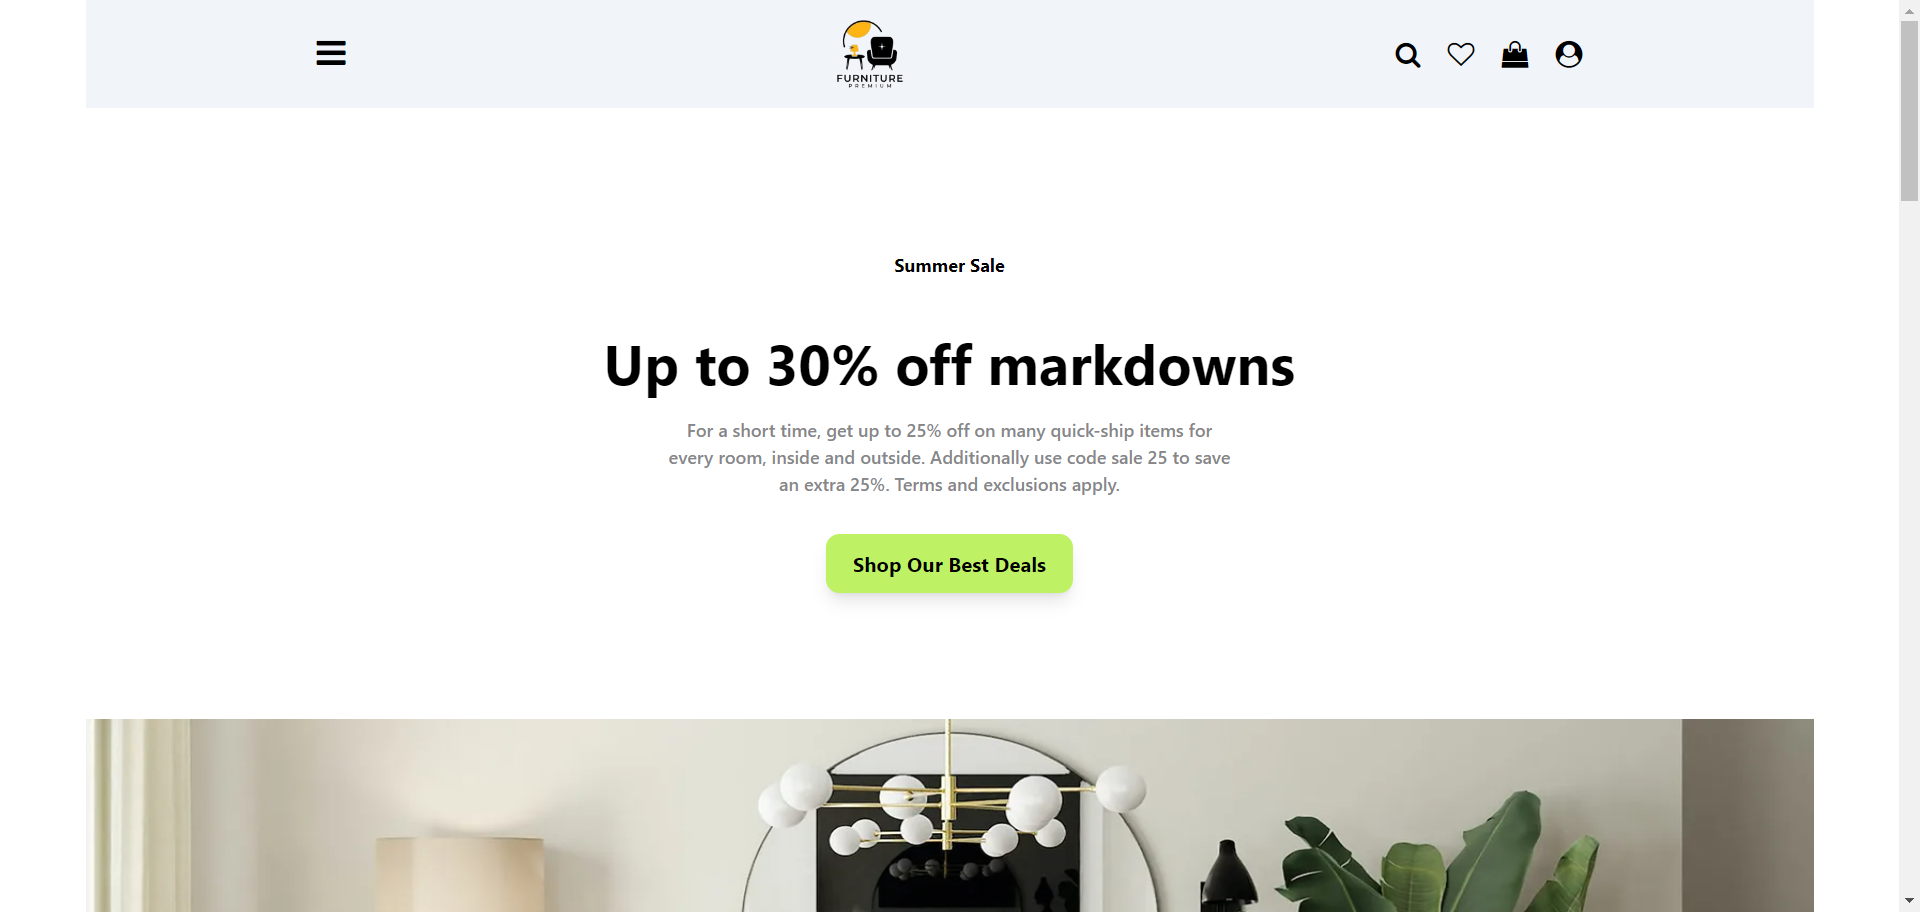 FURNITURE
PREMIUM
Summer Sale
Up to 30% off markdowns
For a short time, get up to 25% off on many quick-ship items for
every room, inside and outside. Additionally use code sale 25 to save
an extra 25%. Terms and exclusions apply.
Shop Our Best Deals